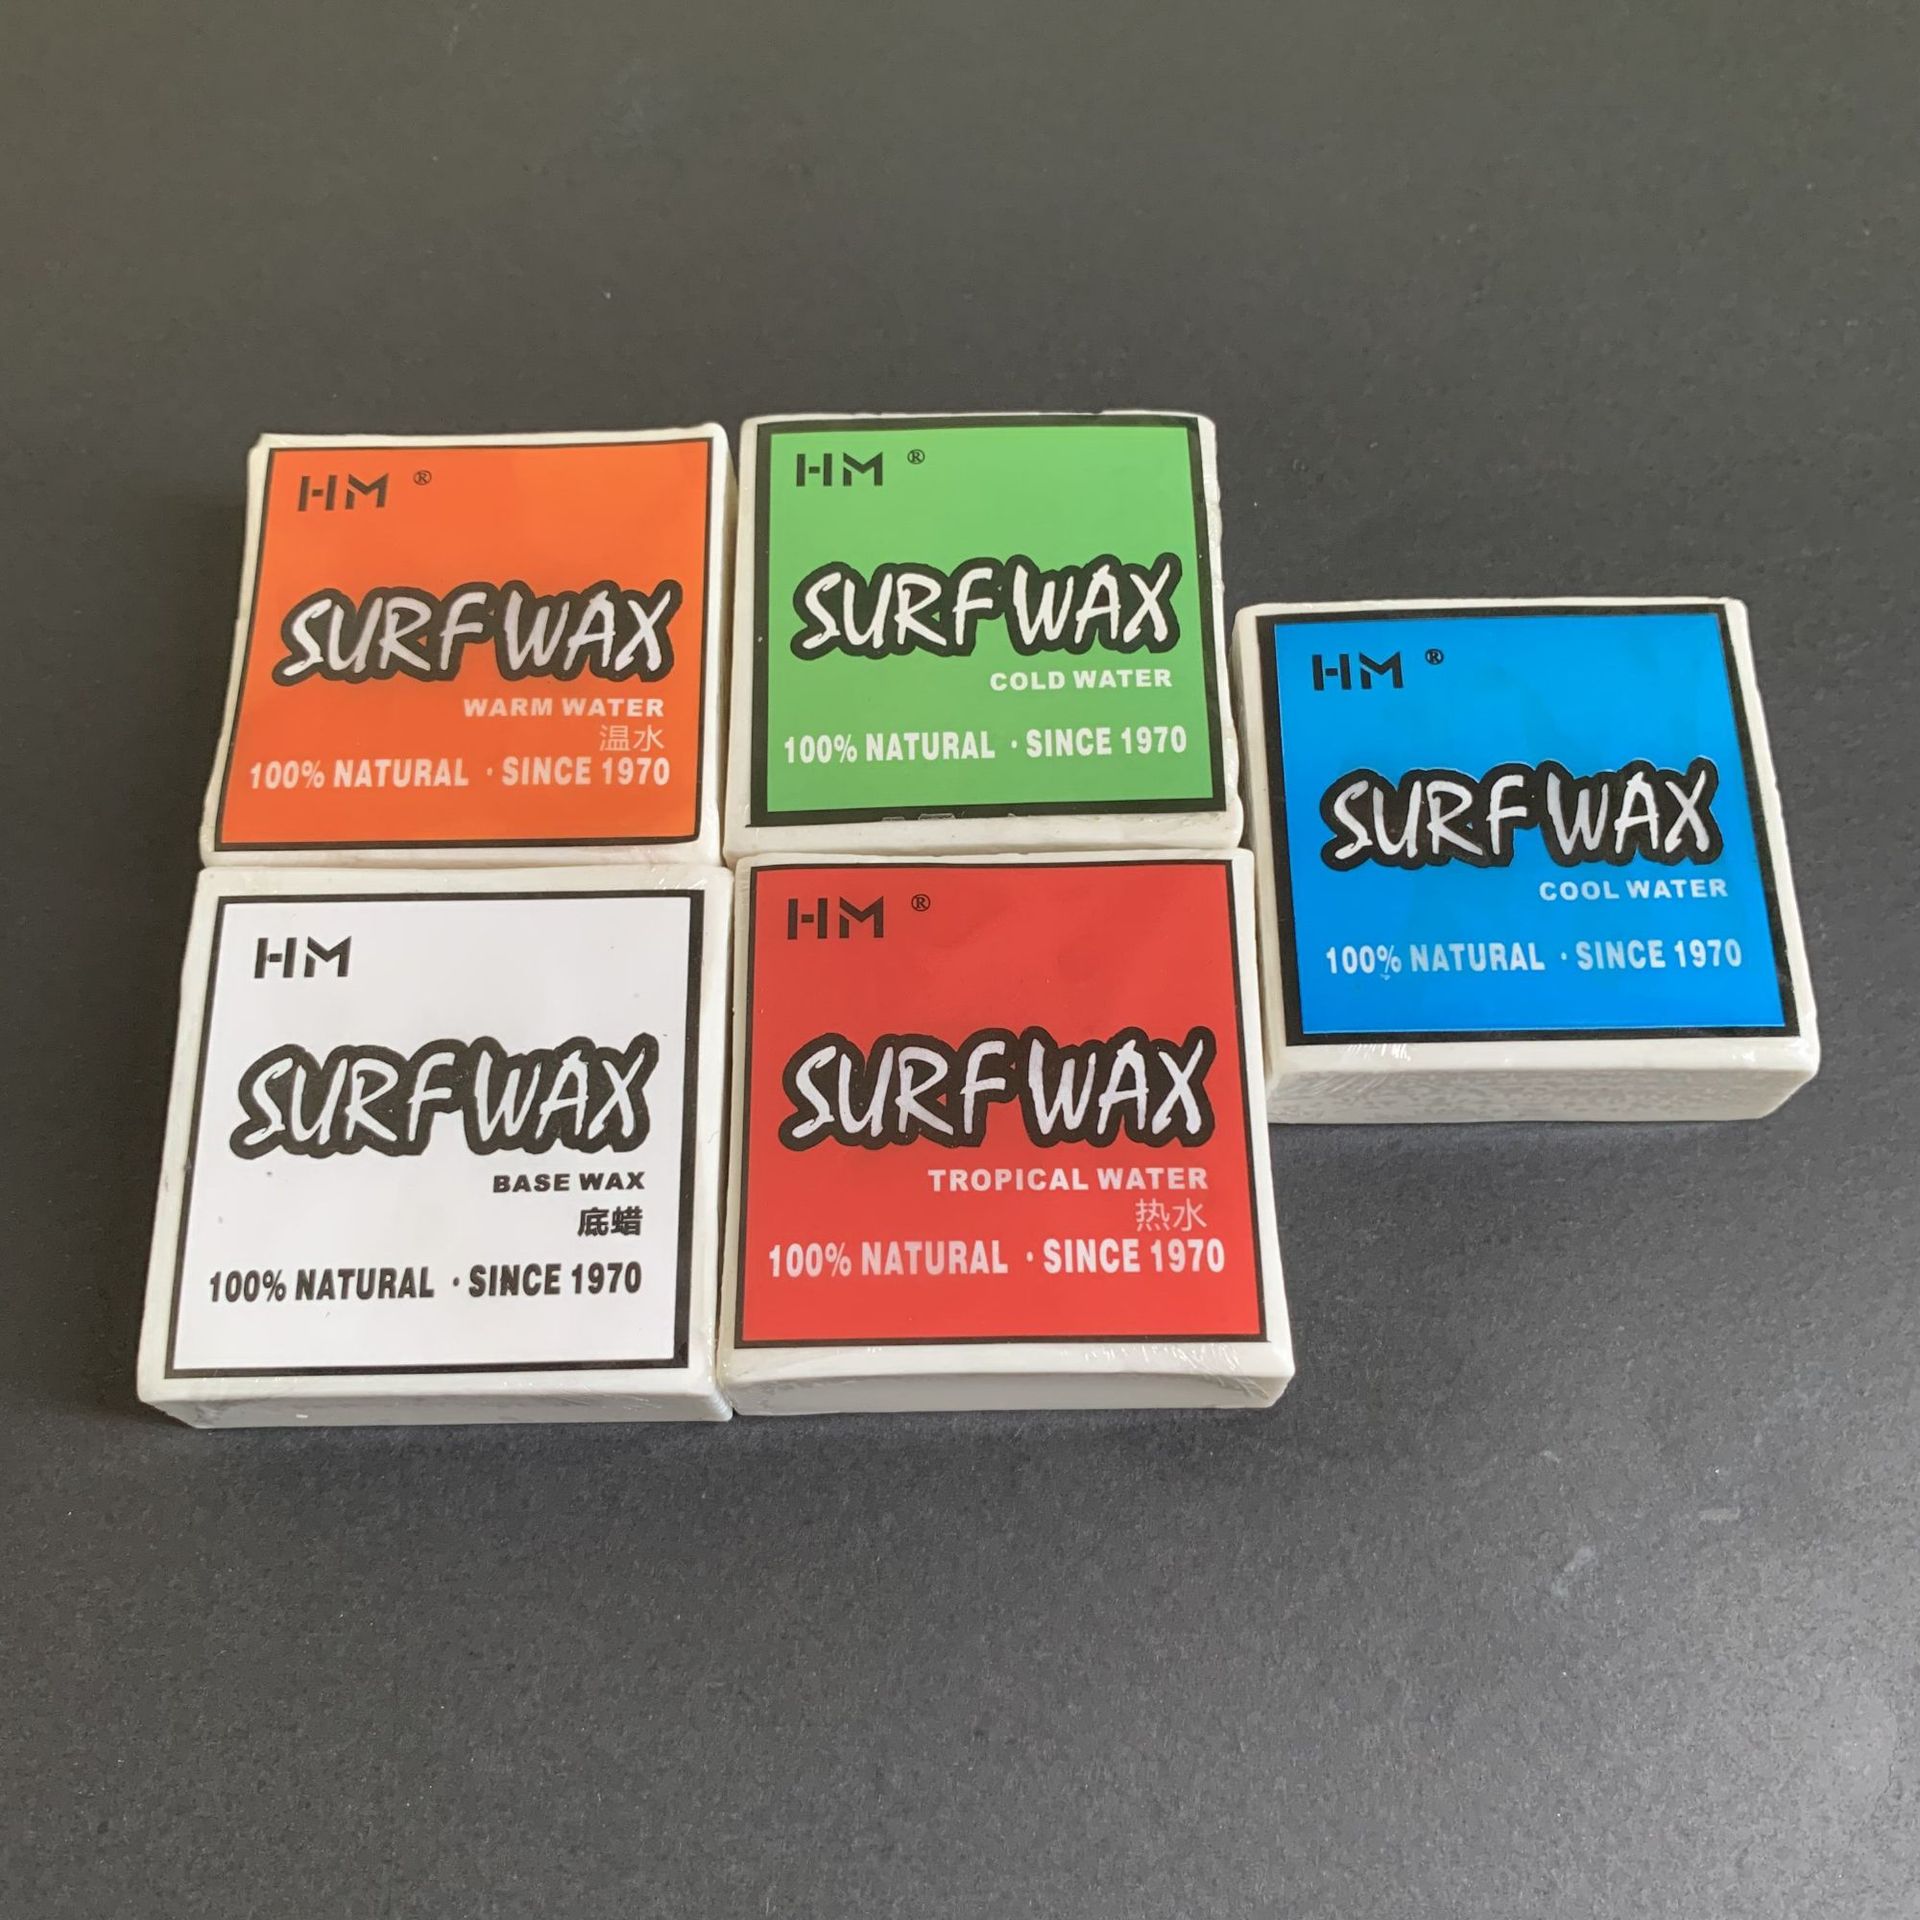 HM ®
SURF WAX
WARM WATER
温水
100% NATURAL · SINCE 1970
HM ®
SURF WAX
COLD WATER
100% NATURAL · SINCE 1970
HM ®
SURF WAX
COOL WATER
100% NATURAL · SINCE 1970
HM
SURF WAX
BASE WAX
底蜡
100% NATURAL · SINCE 1970
HM ®
SURF WAX
TROPICAL WATER
热水
100% NATURAL · SINCE 1970